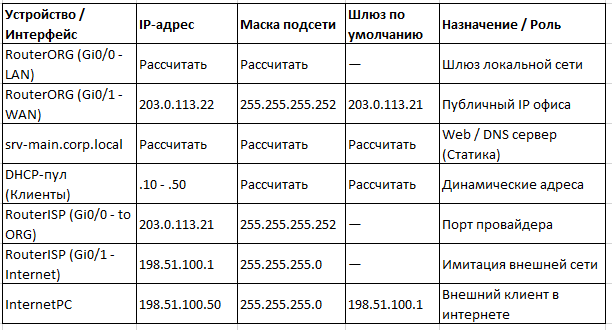 Устройство / Интерфейс | IP-адрес | Маска подсети | Шлюз по умолчанию | Назначение / Роль
RouterORG (Gi0/0 - LAN) | Рассчитать | Рассчитать | — | Шлюз локальной сети
RouterORG (Gi0/1 - WAN) | 203.0.113.22 | 255.255.255.252 | 203.0.113.21 | Публичный IP офиса
srv-main.corp.local | Рассчитать | Рассчитать | Рассчитать | Web / DNS сервер (Статика)
DHCP-пул (Клиенты) | .10 - .50 | Рассчитать | Рассчитать | Динамические адреса
RouterISP (Gi0/0 - to ORG) | 203.0.113.21 | 255.255.255.252 | — | Порт провайдера
RouterISP (Gi0/1 - Internet) | 198.51.100.1 | 255.255.255.0 | — | Имитация внешней сети
InternetPC | 198.51.100.50 | 255.255.255.0 | 198.51.100.1 | Внешний клиент в интернете